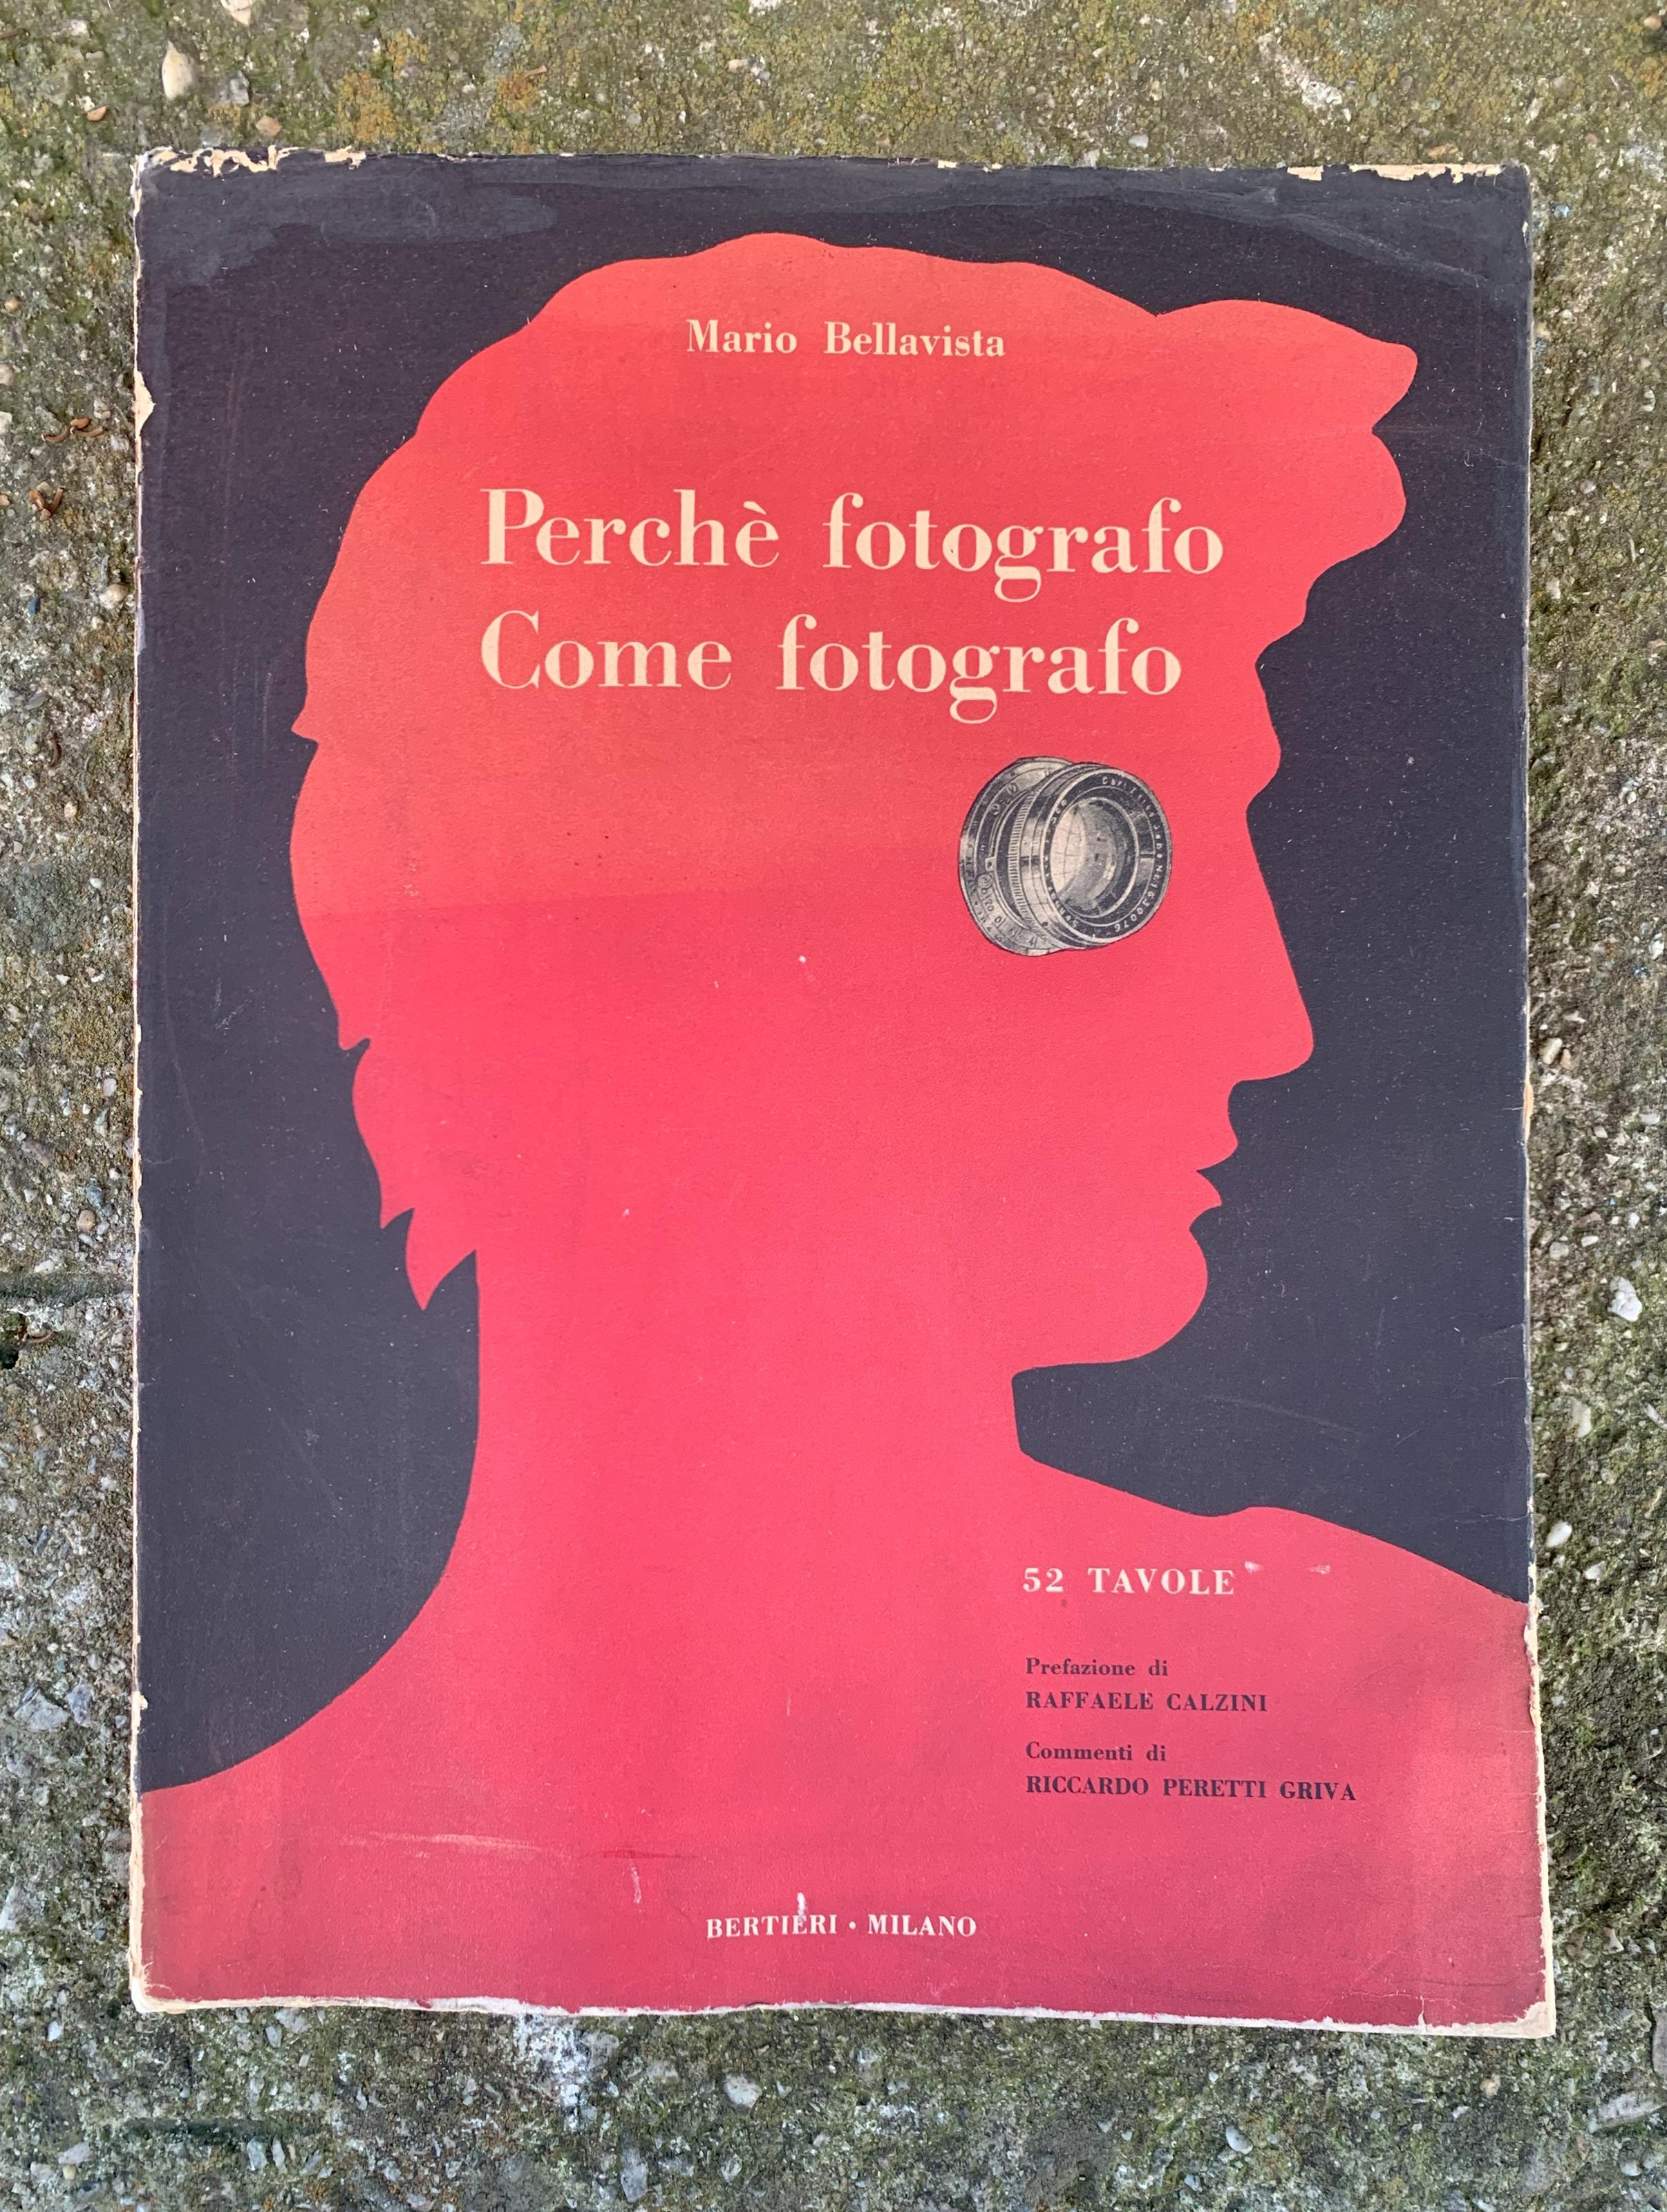 Mario Bellavista
Perchè fotografo
Come fotografo
52 TAVOLE
Prefazione di
RAFFAELE CALZINI
Commenti di
RICCARDO PERETTI GRIVA
BERTIERI • MILANO